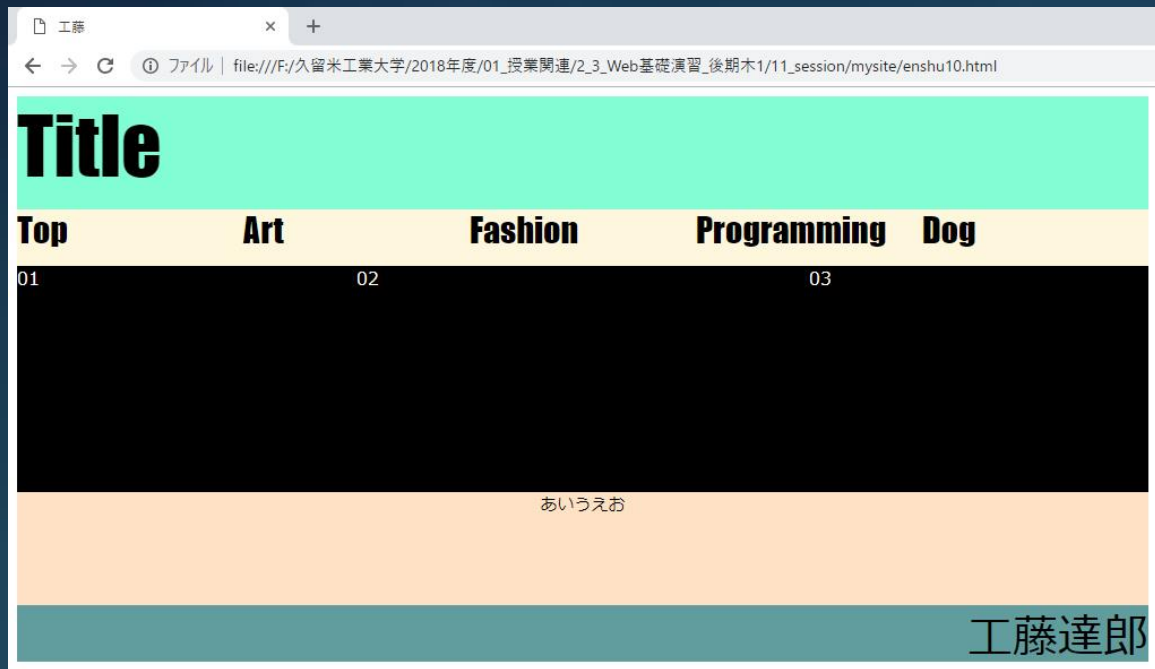 工藤
ファイル | file:///F:/久留米工業大学/2018年度/01_授業関連/2_3_Web基礎演習_後期木1/11_session/mysite/enshu10.html
Title
Top Art Fashion Programming Dog
01 02 03
あいうえお
工藤達郎